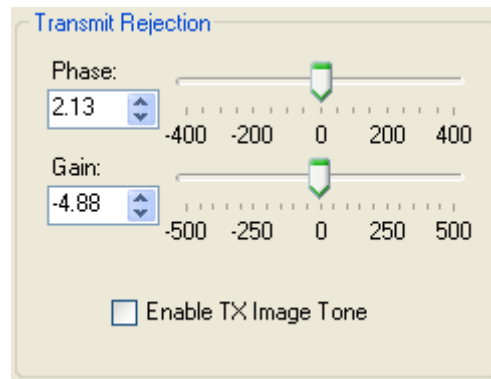 Transmit Rejection
Phase:
2.13
-400 -200 0 200 400
Gain:
-4.88
-500 -250 0 250 500
Enable TX Image Tone